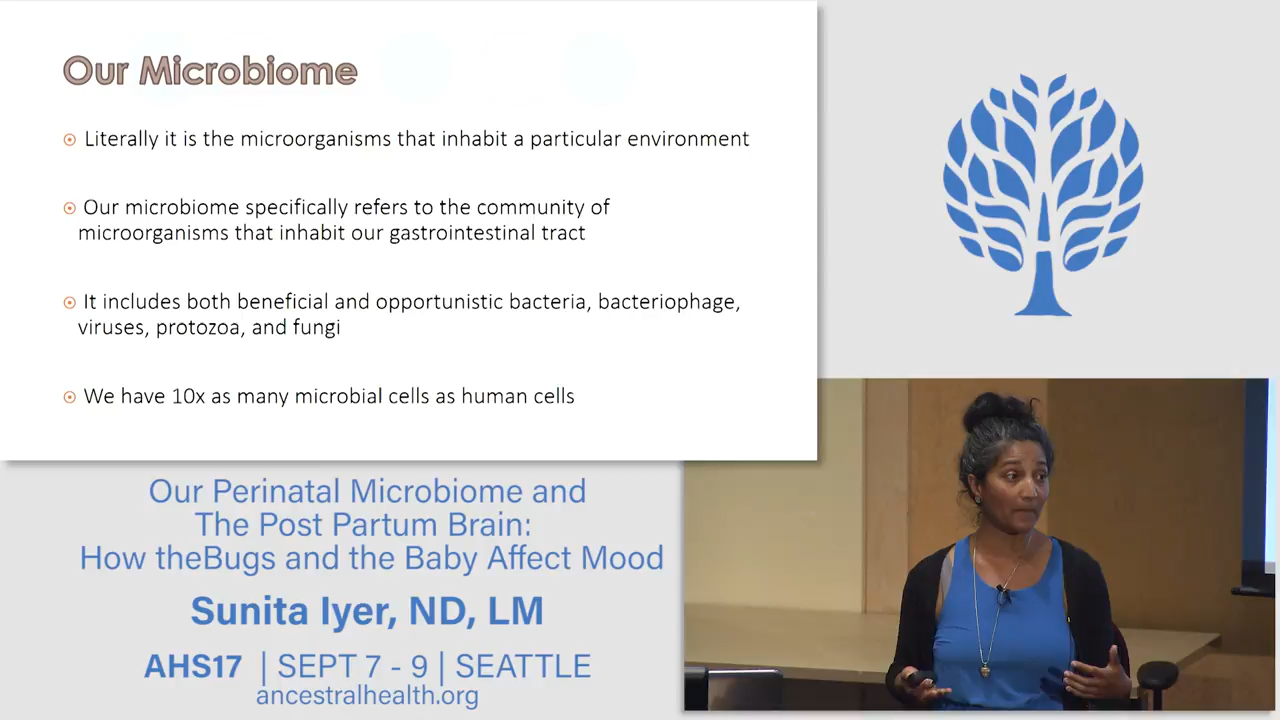 Our Microbiome
Literally it is the microorganisms that inhabit a particular environment
Our microbiome specifically refers to the community of
microorganisms that inhabit our gastrointestinal tract
It includes both beneficial and opportunistic bacteria, bacteriophage,
viruses, protozoa, and fungi
We have 10x as many microbial cells as human cells
Our Perinatal Microbiome and
The Post Partum Brain:
How theBugs and the Baby Affect Mood
Sunita Iyer, ND, LM
AHS17 | SEPT 7 - 9 | SEATTLE
ancestralhealth.org